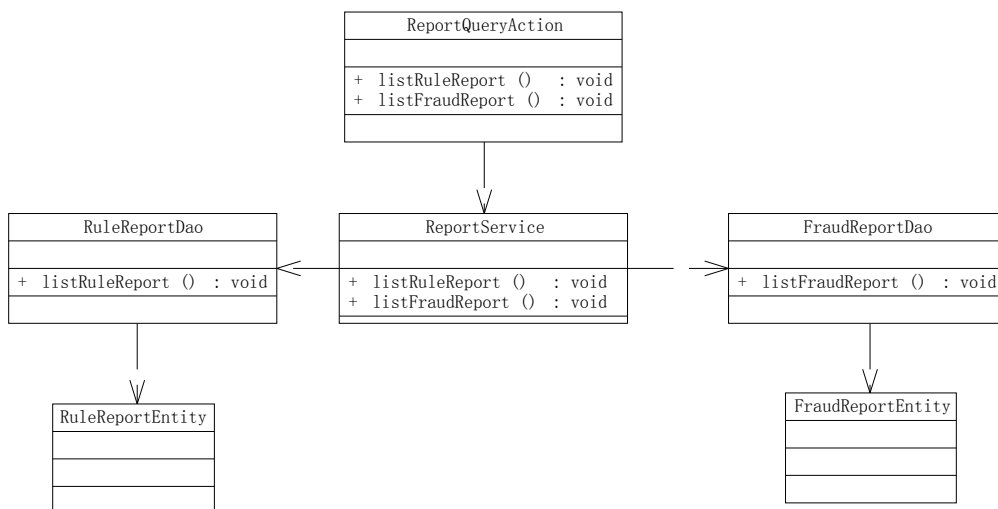 ReportQueryAction
+ listRuleReport () : void
+ listFraudReport () : void
RuleReportDao
+ listRuleReport () : void
ReportService
+ listRuleReport () : void
+ listFraudReport () : void
FraudReportDao
+ listFraudReport () : void
RuleReportEntity
FraudReportEntity